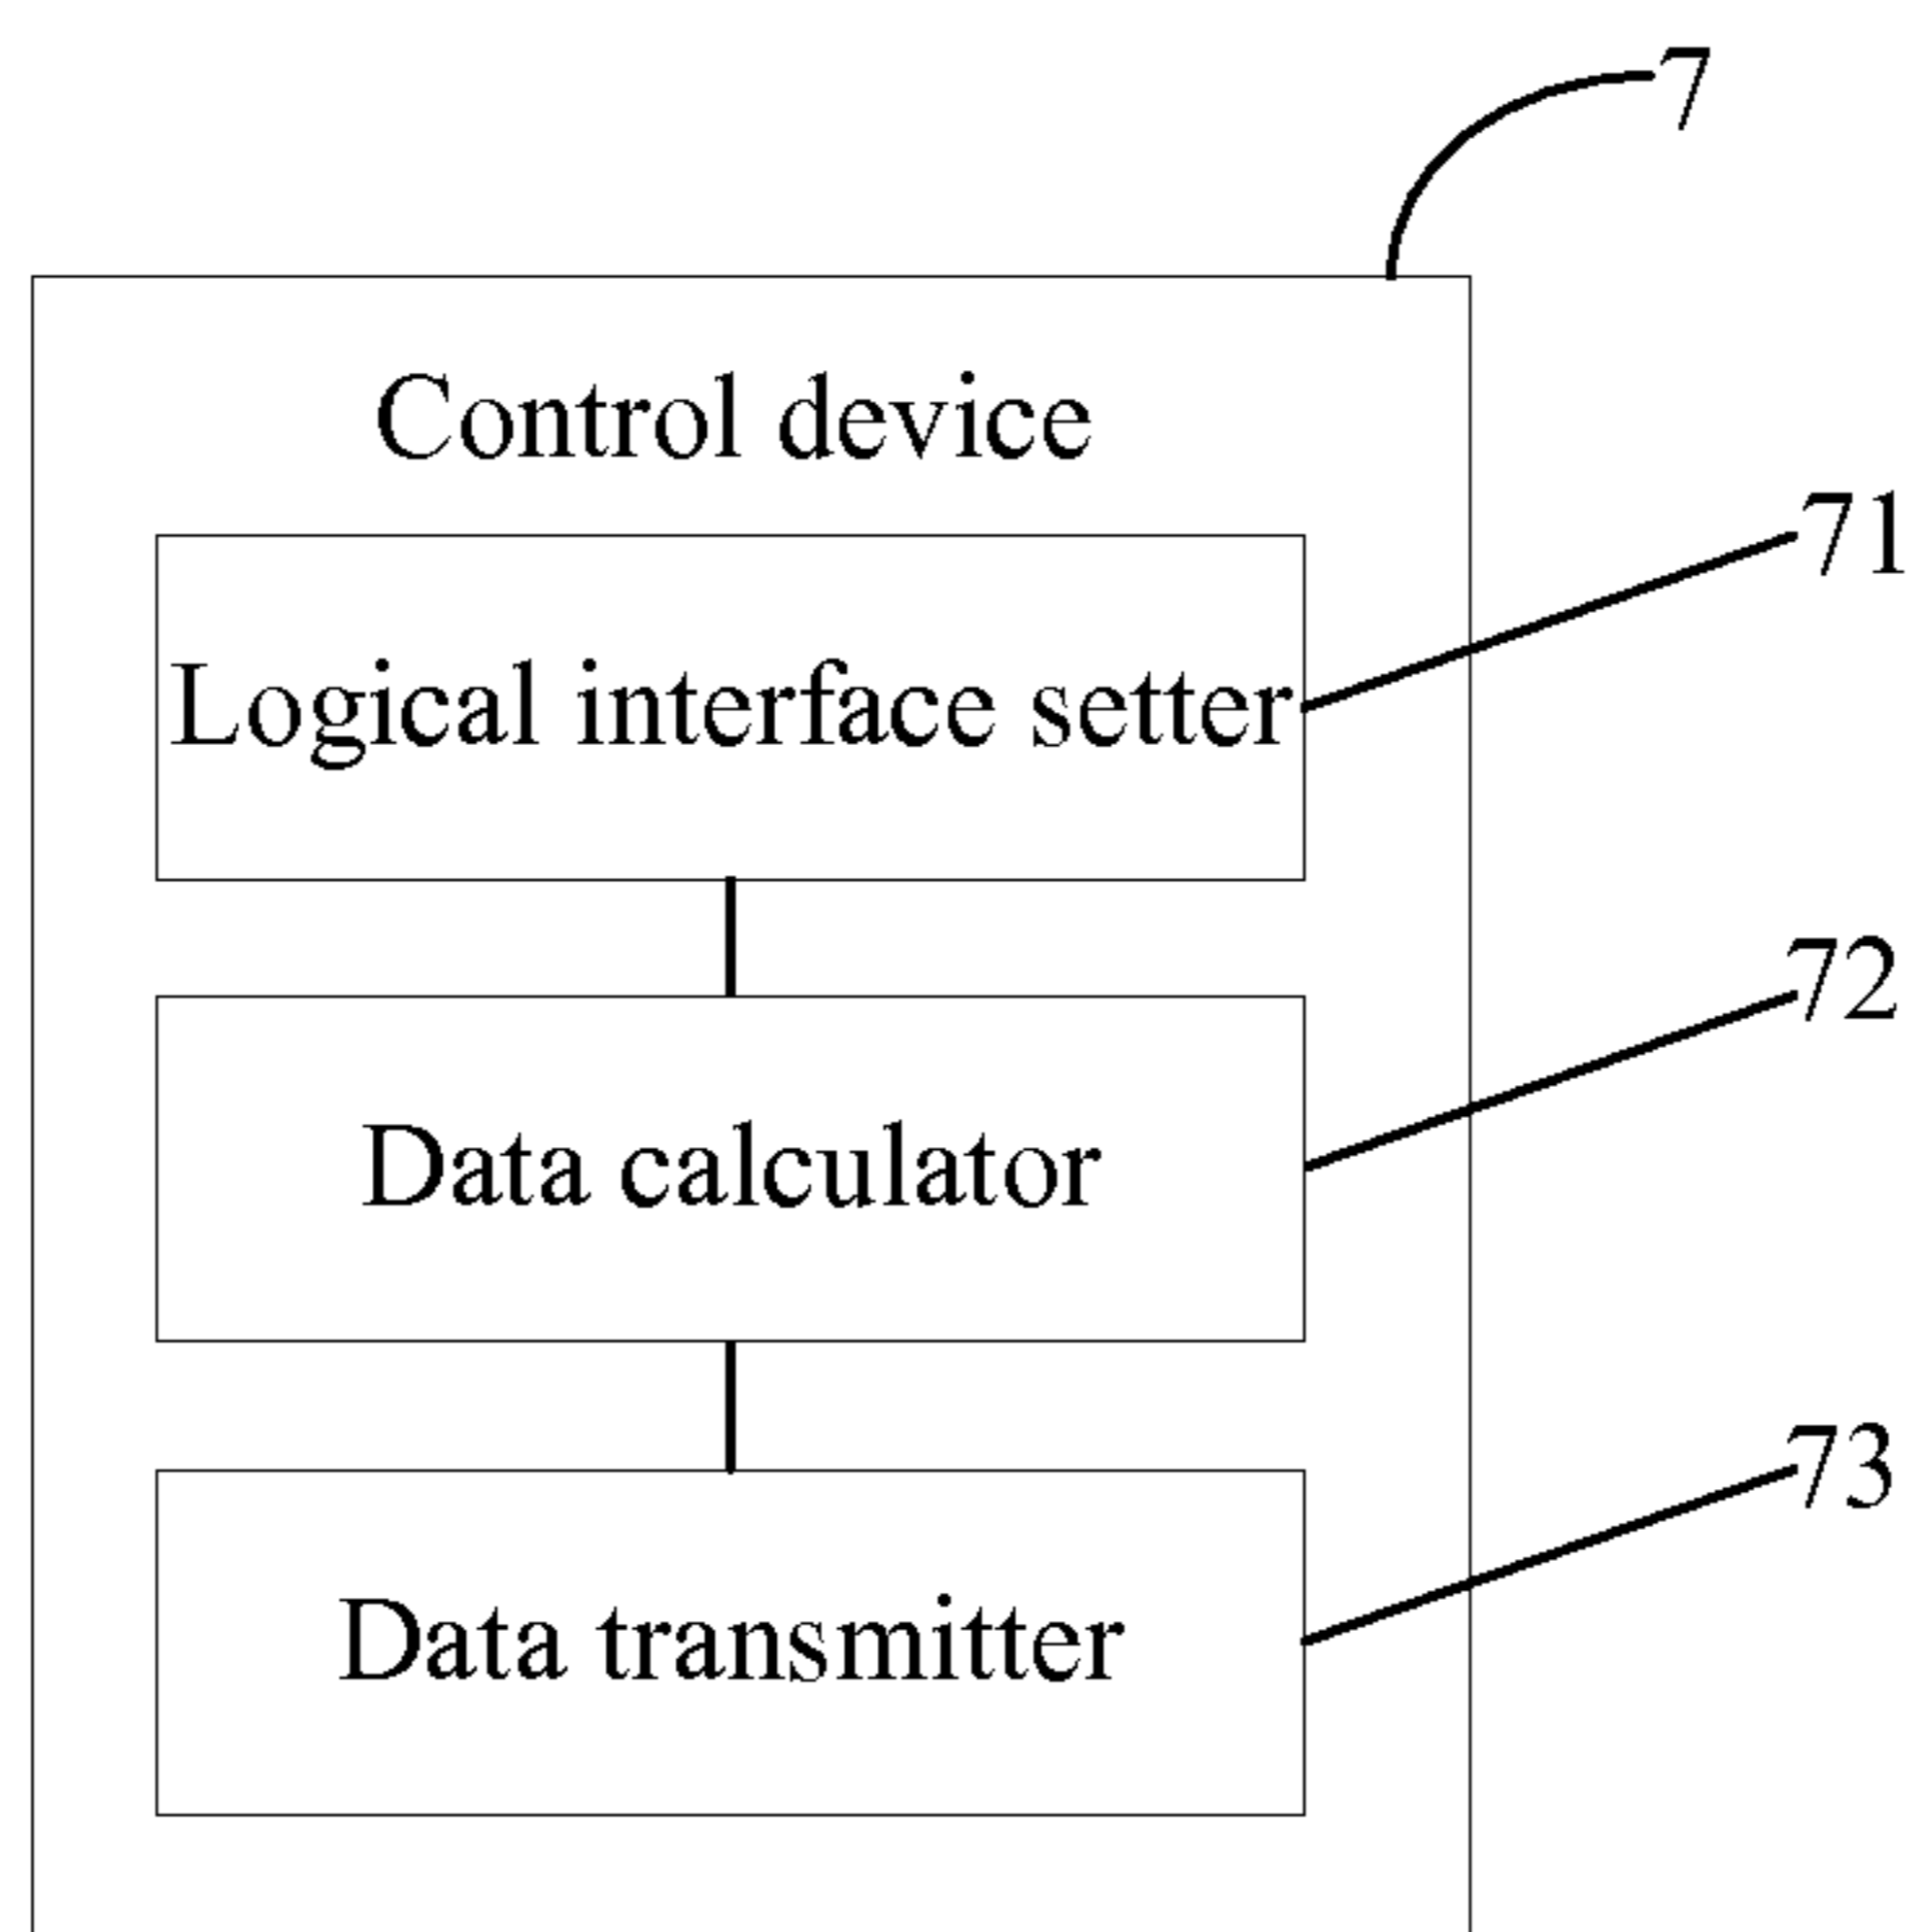 7
Control device
71
Logical interface setter
72
Data calculator
73
Data transmitter